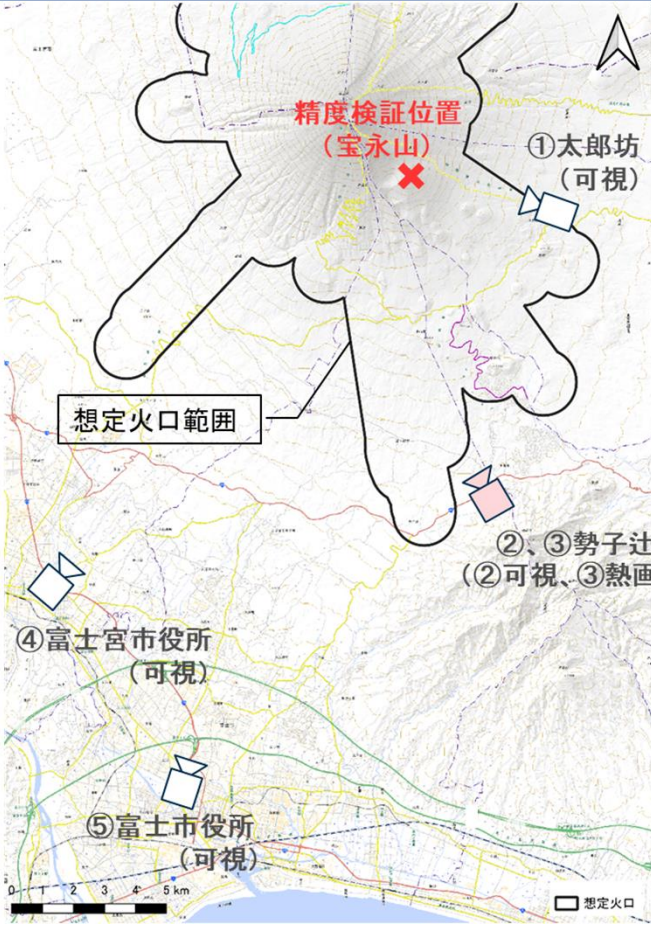 精度検証位置
（宝永山）
①太郎坊
（可視）
想定火口範囲
②、③勢子辻
（②可視、③熱画
④富士宮市役所
（可視）
⑤富士市役所
（可視）
0 1 2 3 4 5 km
想定火口